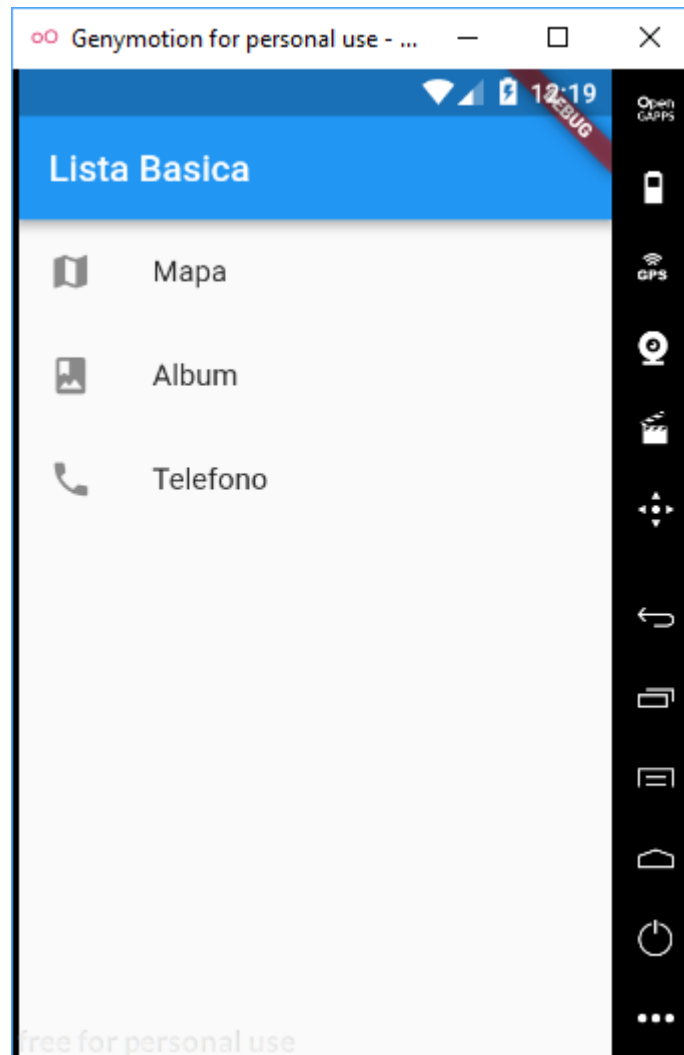 Genymotion for personal use - ...
12:19
DEBUG
Open
GAPPS
Lista Basica
GPS
Mapa
Album
Telefono
free for personal use